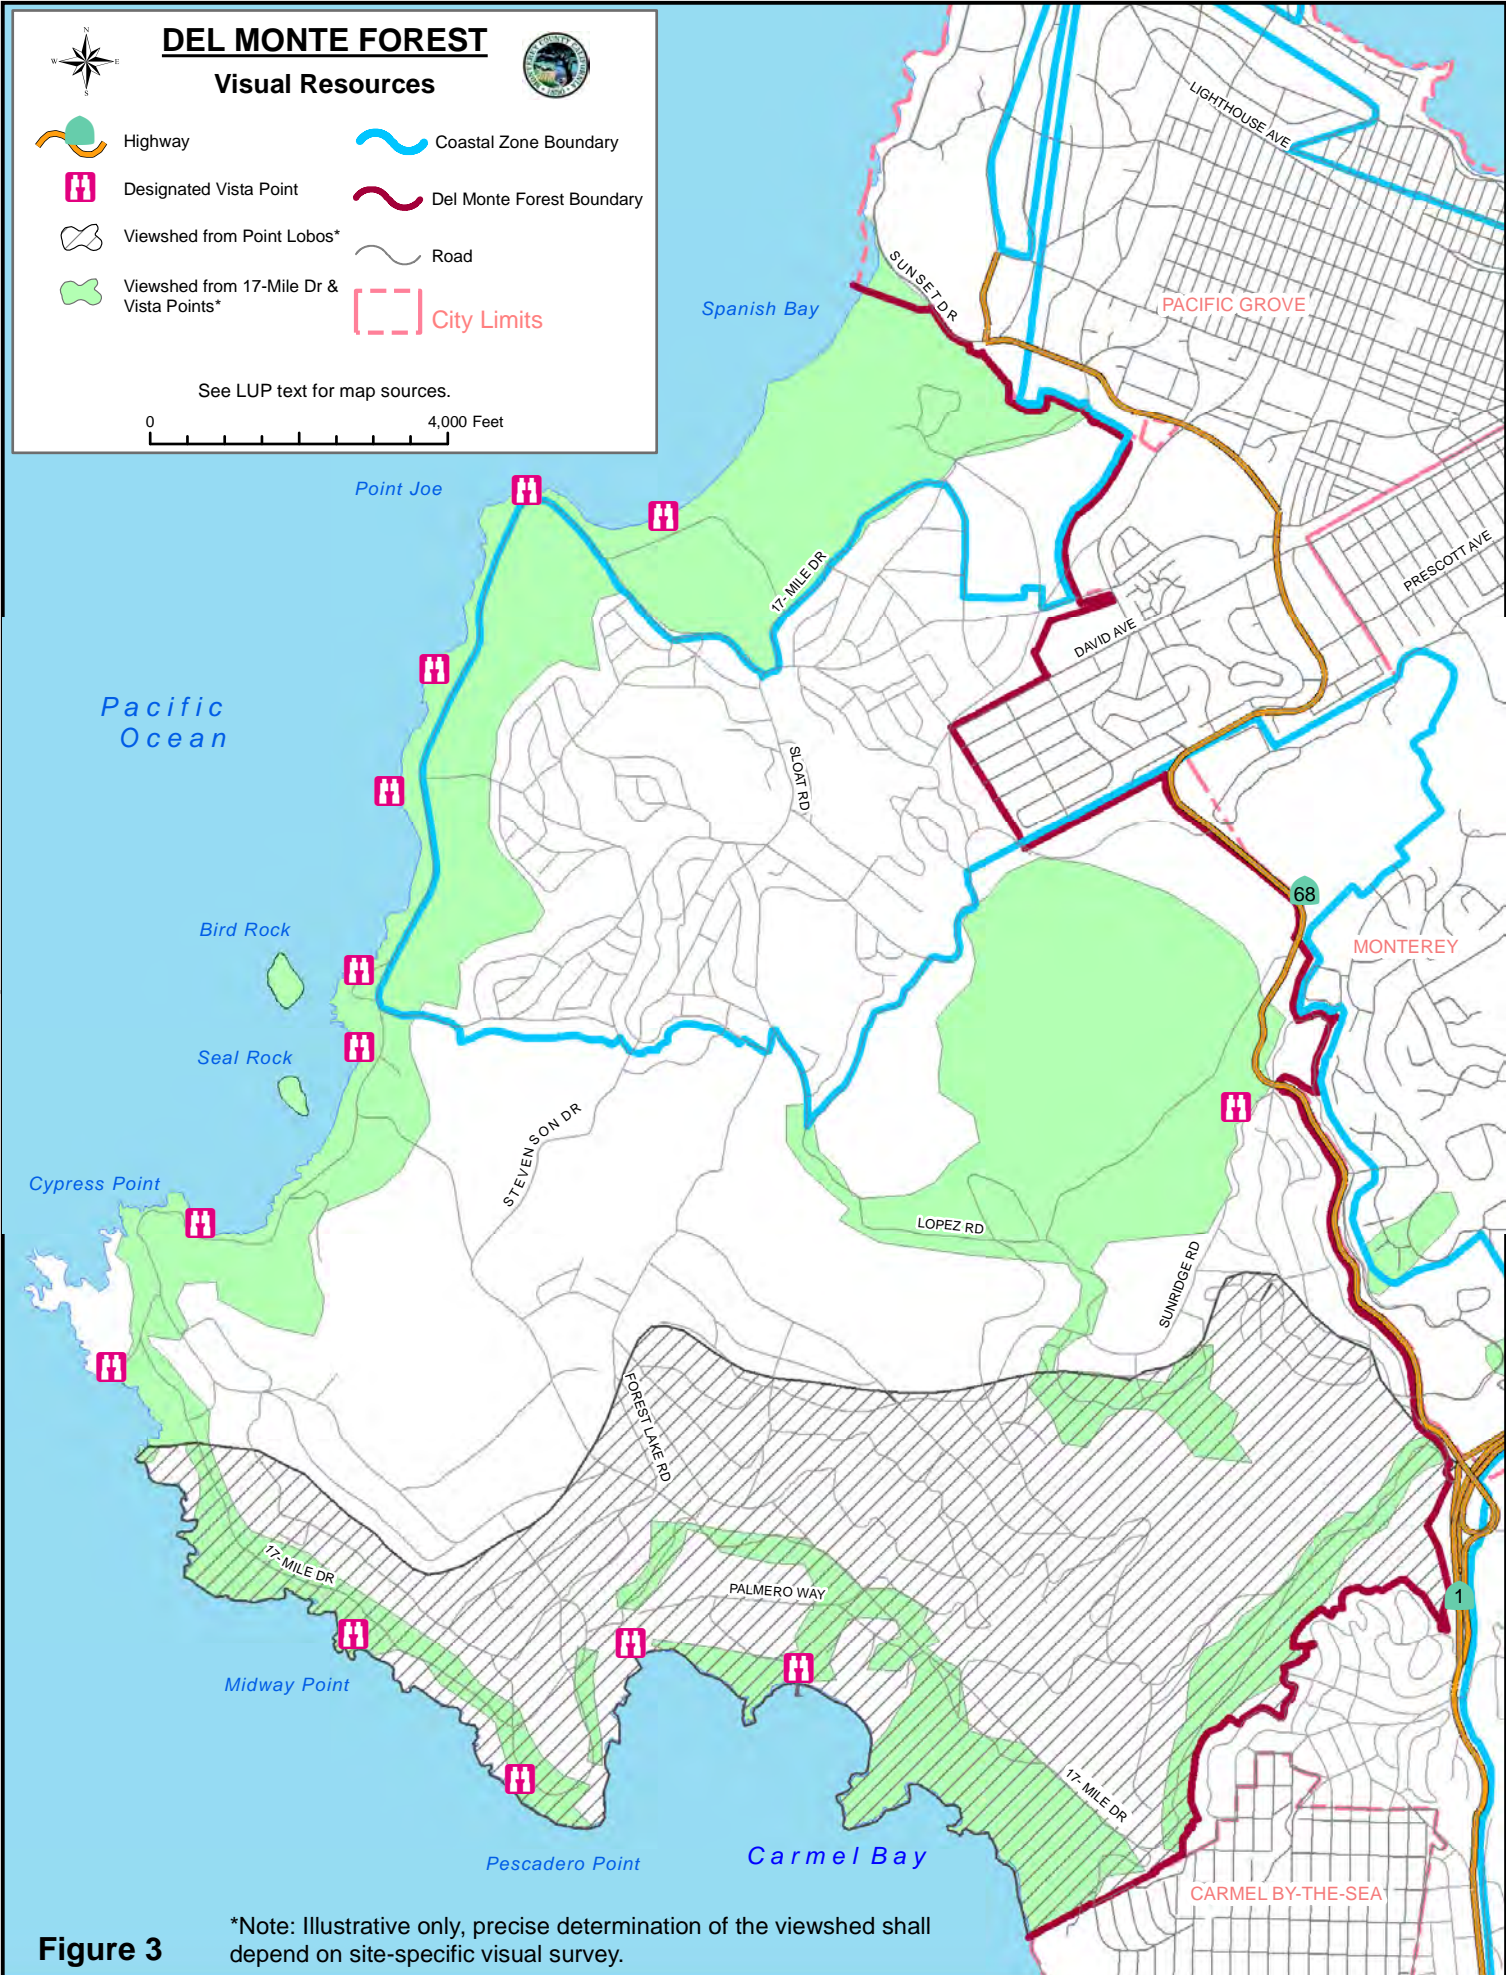 DEL MONTE FOREST
Visual Resources
N
W
E
S
Highway
Coastal Zone Boundary
Designated Vista Point
Del Monte Forest Boundary
Viewshed from Point Lobos*
Road
Viewshed from 17-Mile Dr &
Vista Points*
City Limits
See LUP text for map sources.
0
4,000 Feet
LIGHTHOUSE AVE
SUNSET DR
PACIFIC GROVE
Spanish Bay
Point Joe
PRESCOTT AVE
17- MILE DR
DAVID AVE
Pacific
Ocean
SLOAT RD
68
Bird Rock
MONTEREY
Seal Rock
STEVENSON DR
Cypress Point
LOPEZ RD
SUNRIDGE RD
FOREST LAKE RD
17- MILE DR
PALMERO WAY
1
Midway Point
17- MILE DR
Pescadero Point
Carmel Bay
CARMEL BY-THE-SEA
Figure 3
*Note: Illustrative only, precise determination of the viewshed shall
depend on site-specific visual survey.